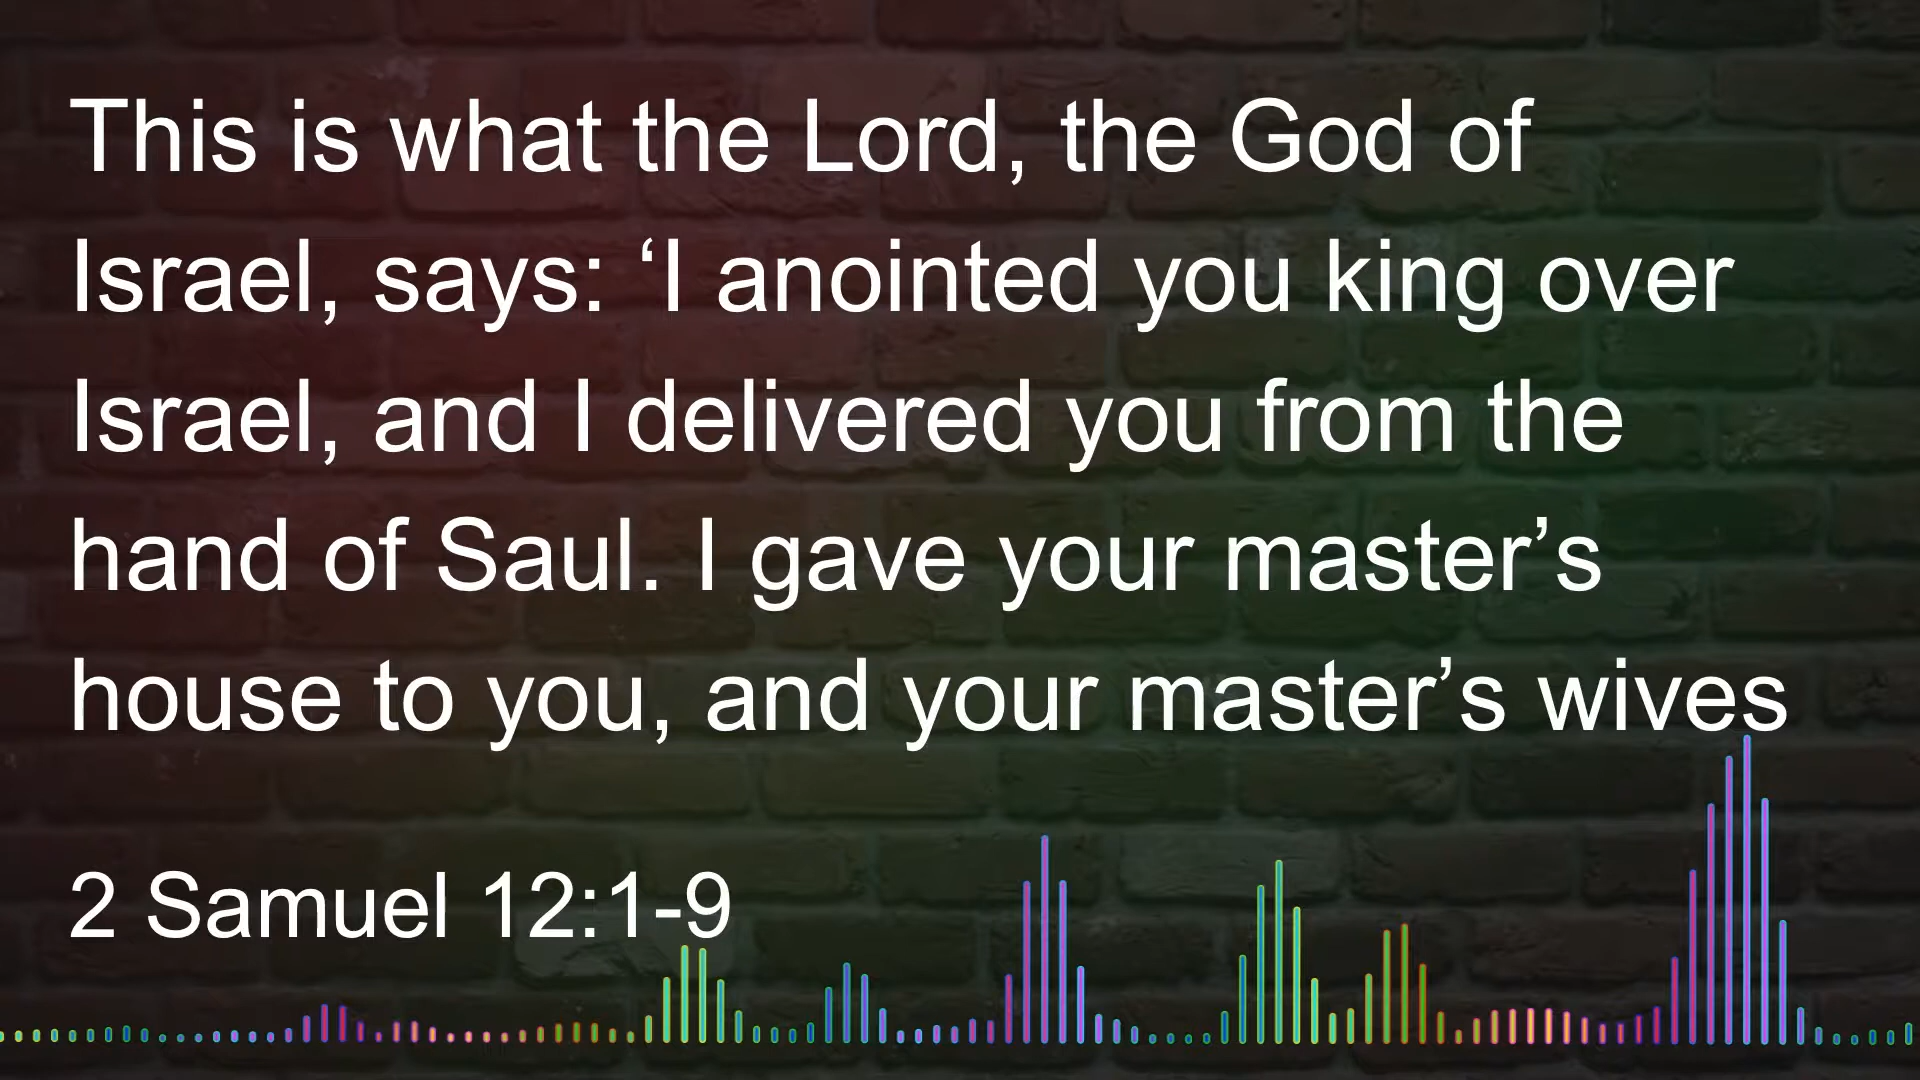 This is what the Lord, the God of
Israel, says: ‘I anointed you king over
Israel, and I delivered you from the
hand of Saul. I gave your master’s
house to you, and your master’s wives
2 Samuel 12:1-9